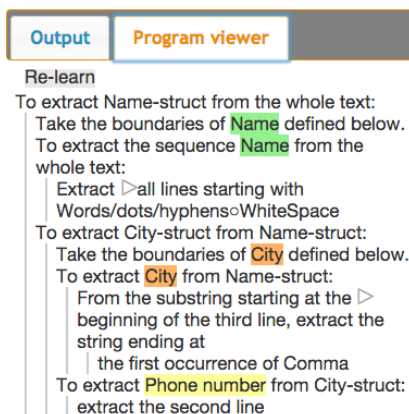 Output Program viewer
Re-learn
To extract Name-struct from the whole text:
Take the boundaries of Name defined below.
To extract the sequence Name from the
whole text:
Extract ▷all lines starting with
Words/dots/hyphens○WhiteSpace
To extract City-struct from Name-struct:
Take the boundaries of City defined below.
To extract City from Name-struct:
From the substring starting at the ▷
beginning of the third line, extract the
string ending at
the first occurrence of Comma
To extract Phone number from City-struct:
extract the second line